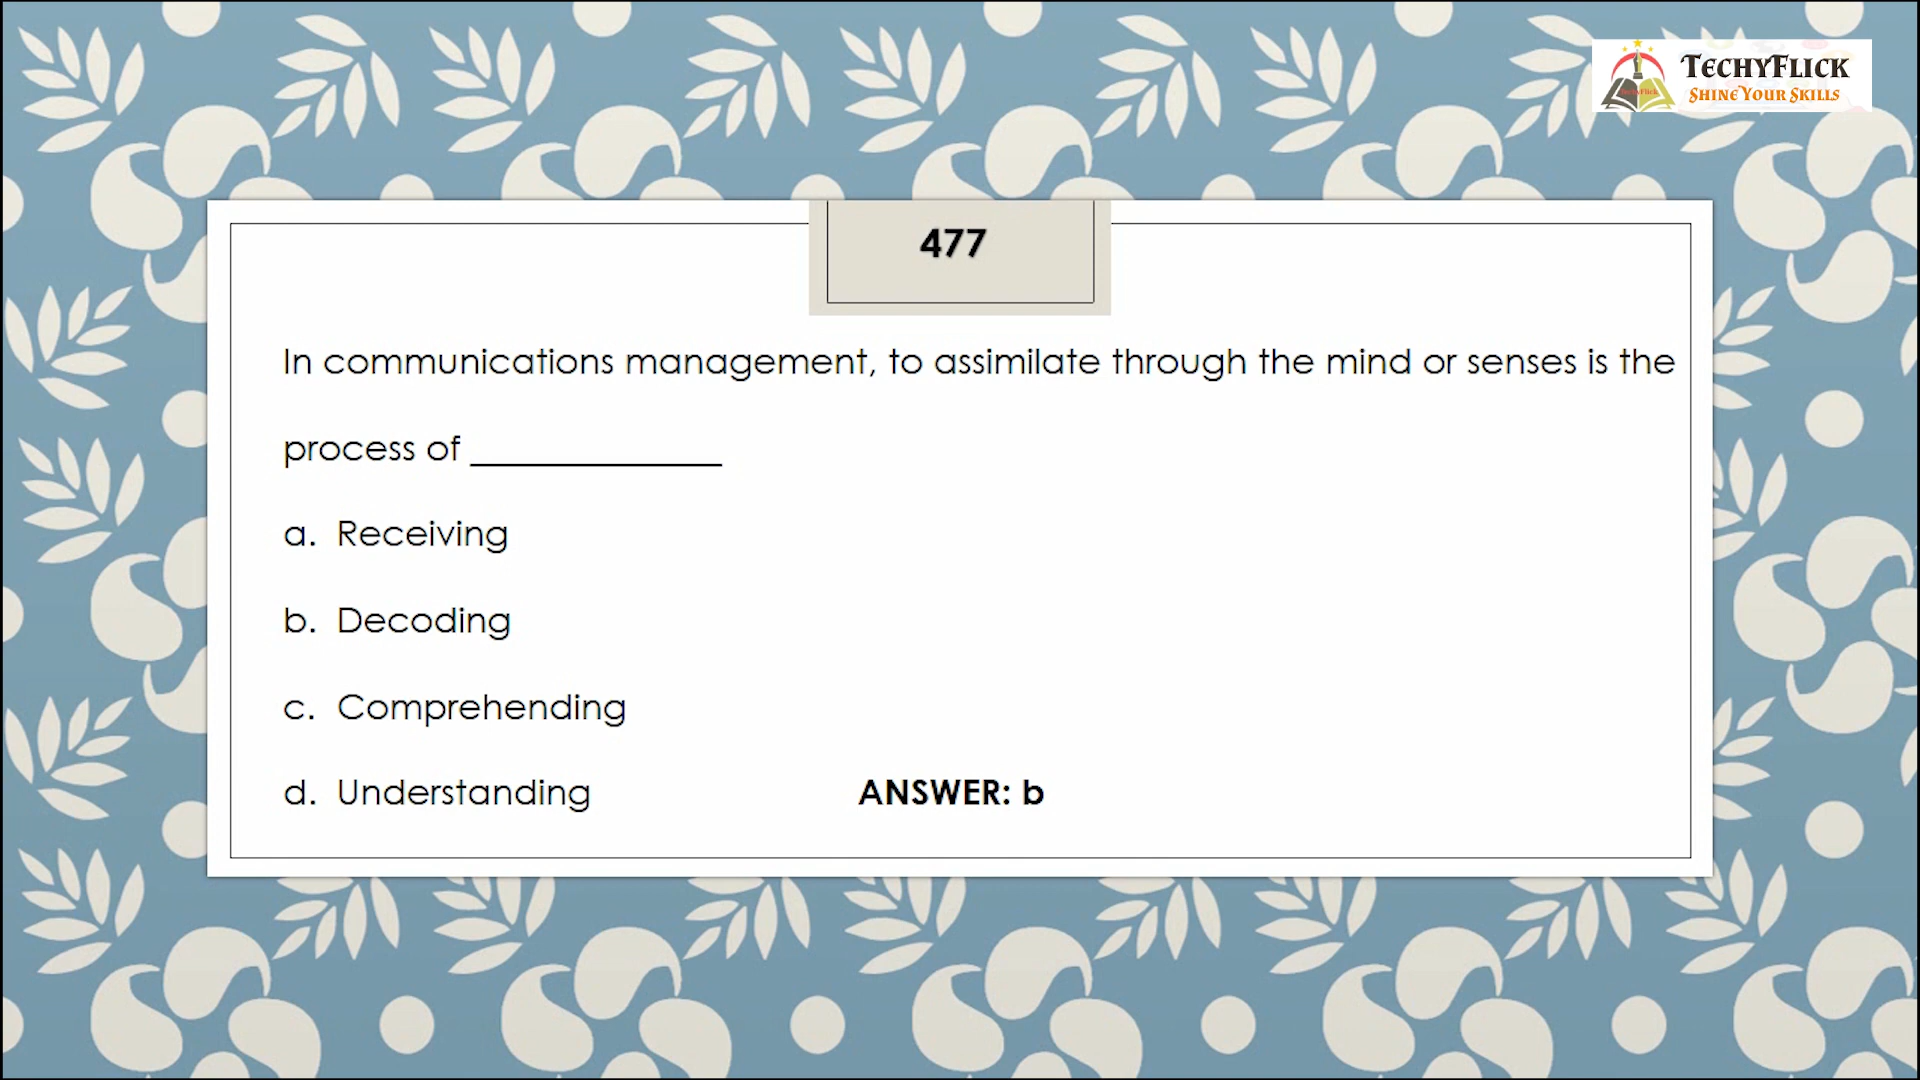 TechyFlick
Shine Your Skills
477
In communications management, to assimilate through the mind or senses is the
process of ______________
a. Receiving
b. Decoding
c. Comprehending
d. Understanding ANSWER: b